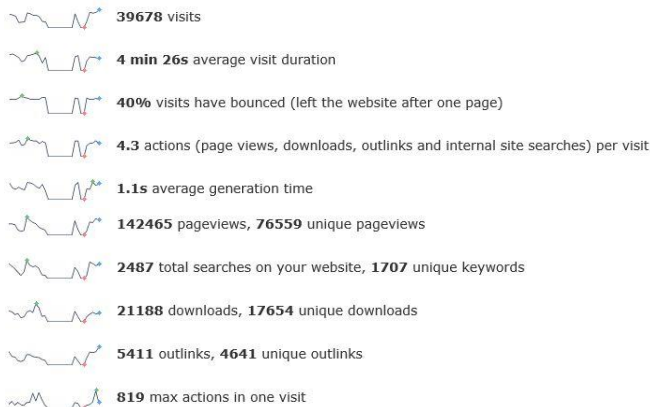 39678 visits
4 min 26s average visit duration
40% visits have bounced (left the website after one page)
4.3 actions (page views, downloads, outlinks and internal site searches) per visit
1.1s average generation time
142465 pageviews, 76559 unique pageviews
2487 total searches on your website, 1707 unique keywords
21188 downloads, 17654 unique downloads
5411 outlinks, 4641 unique outlinks
819 max actions in one visit